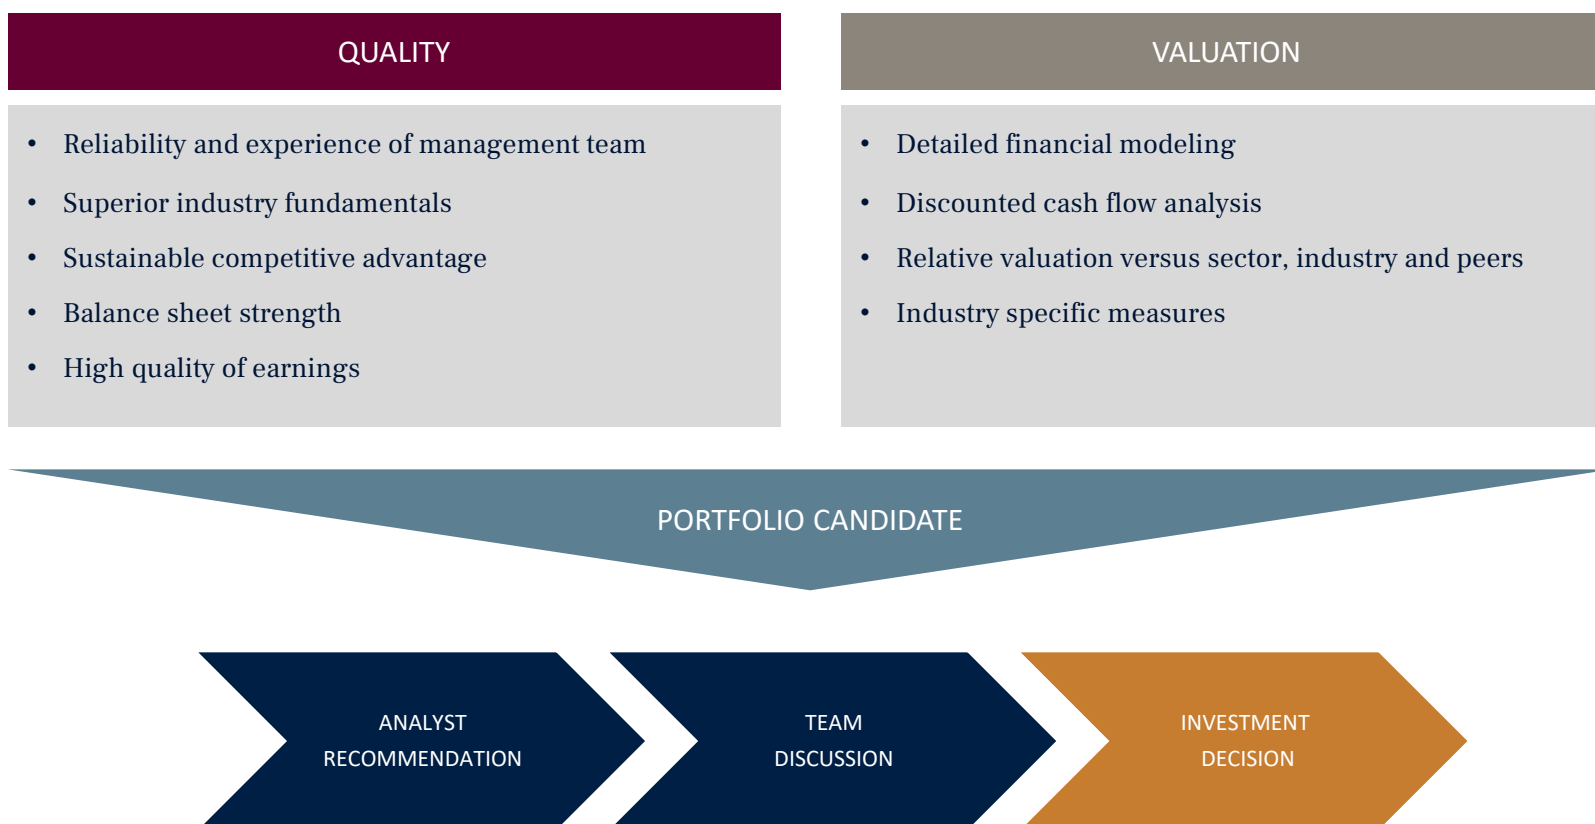 QUALITY
• Reliability and experience of management team
• Superior industry fundamentals
• Sustainable competitive advantage
• Balance sheet strength
• High quality of earnings
VALUATION
• Detailed financial modeling
• Discounted cash flow analysis
• Relative valuation versus sector, industry and peers
• Industry specific measures
PORTFOLIO CANDIDATE
ANALYST
RECOMMENDATION
TEAM
DISCUSSION
INVESTMENT
DECISION